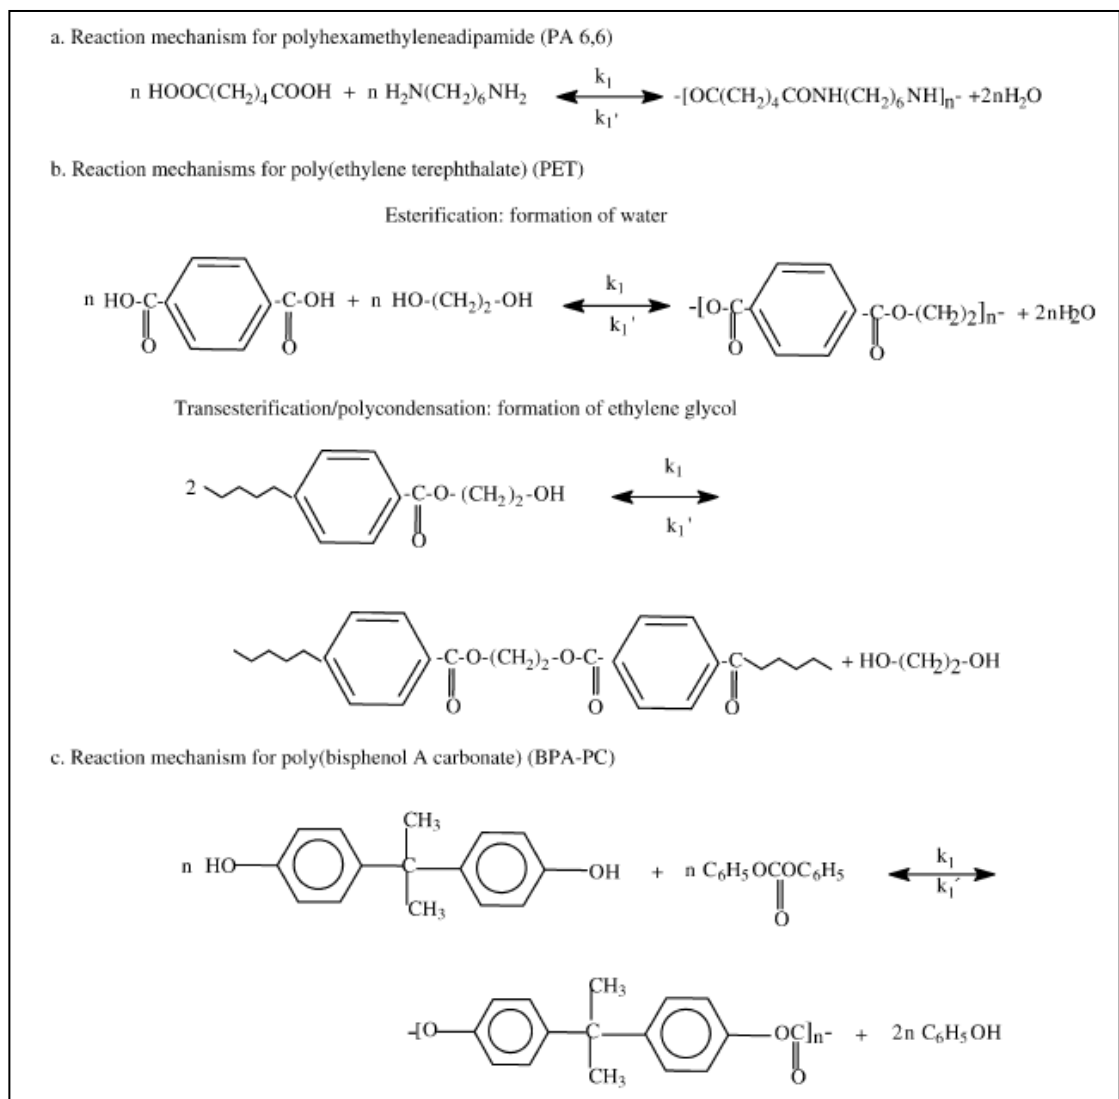 a. Reaction mechanism for polyhexamethyleneadipamide (PA 6,6)
n HOOC(CH₂)₄COOH + n H₂N(CH₂)₆NH₂ k₁ k₁' -[OC(CH₂)₄CONH(CH₂)₆NH]n- +2nH₂O
b. Reaction mechanisms for poly(ethylene terephthalate) (PET)
Esterification: formation of water
n HO-C- -C-OH + n HO-(CH₂)₂-OH k₁ k₁' -[O-C- -C-O-(CH₂)₂]n- + 2nH₂O
O O O O
Transesterification/polycondensation: formation of ethylene glycol
2 -C-O-(CH₂)₂-OH k₁ k₁'
O
-C-O-(CH₂)₂-O-C- -C + HO-(CH₂)₂-OH
O O O
c. Reaction mechanism for poly(bisphenol A carbonate) (BPA-PC)
CH₃
n HO C OH + n C₆H₅OCOC₆H₅ k₁ k₁´
CH₃ O
CH₃
-[O C OC]n- + 2n C₆H₅OH
CH₃ O